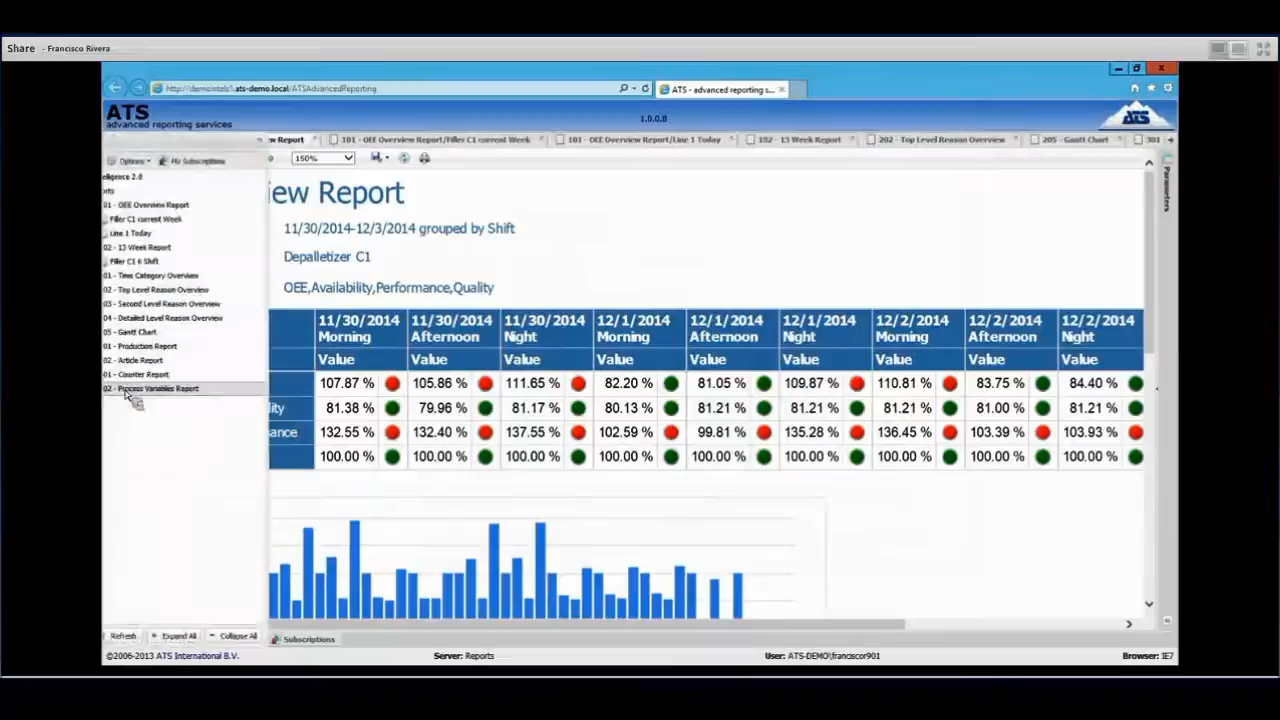 Share - Francisco Rivera
http://demointels1.ats-demo.local/ATSAdvancedReporting
ATS - advanced reporting s...
ATS
advanced reporting services
1.0.0.8
ATS
w Report
101 - OEE Overview Report/Filler C1 current Week
101 - OEE Overview Report/Line 1 Today
102 - 13 Week Report
202 - Top Level Reason Overview
205 - Gantt Chart
301
Options
My Subscriptions
150%
Parameters
elligence 2.0
orts
01 - OEE Overview Report
Filler C1 current Week
Line 1 Today
02 - 13 Week Report
Filler C1 6 Shift
01 - Time Category Overview
02 - Top Level Reason Overview
03 - Second Level Reason Overview
04 - Detailed Level Reason Overview
05 - Gantt Chart
01 - Production Report
02 - Article Report
01 - Counter Report
02 - Process Variables Report
iew Report
11/30/2014-12/3/2014 grouped by Shift
Depalletizer C1
OEE,Availability,Performance,Quality
11/30/2014 11/30/2014 11/30/2014 12/1/2014 12/1/2014 12/1/2014 12/2/2014 12/2/2014 12/2/2014
Morning Afternoon Night Morning Afternoon Night Morning Afternoon Night
Value Value Value Value Value Value Value Value Value
107.87 % 105.86 % 111.65 % 82.20 % 81.05 % 109.87 % 110.81 % 83.75 % 84.40 %
lity 81.38 % 79.96 % 81.17 % 80.13 % 81.21 % 81.21 % 81.21 % 81.00 % 81.21 %
ance 132.55 % 132.40 % 137.55 % 102.59 % 99.81 % 135.28 % 136.45 % 103.39 % 103.93 %
100.00 % 100.00 % 100.00 % 100.00 % 100.00 % 100.00 % 100.00 % 100.00 % 100.00 %
Refresh
Expand All
Collapse All
Subscriptions
©2006-2013 ATS International B.V.
Server: Reports
User: ATS-DEMO\franciscor901
Browser: IE7